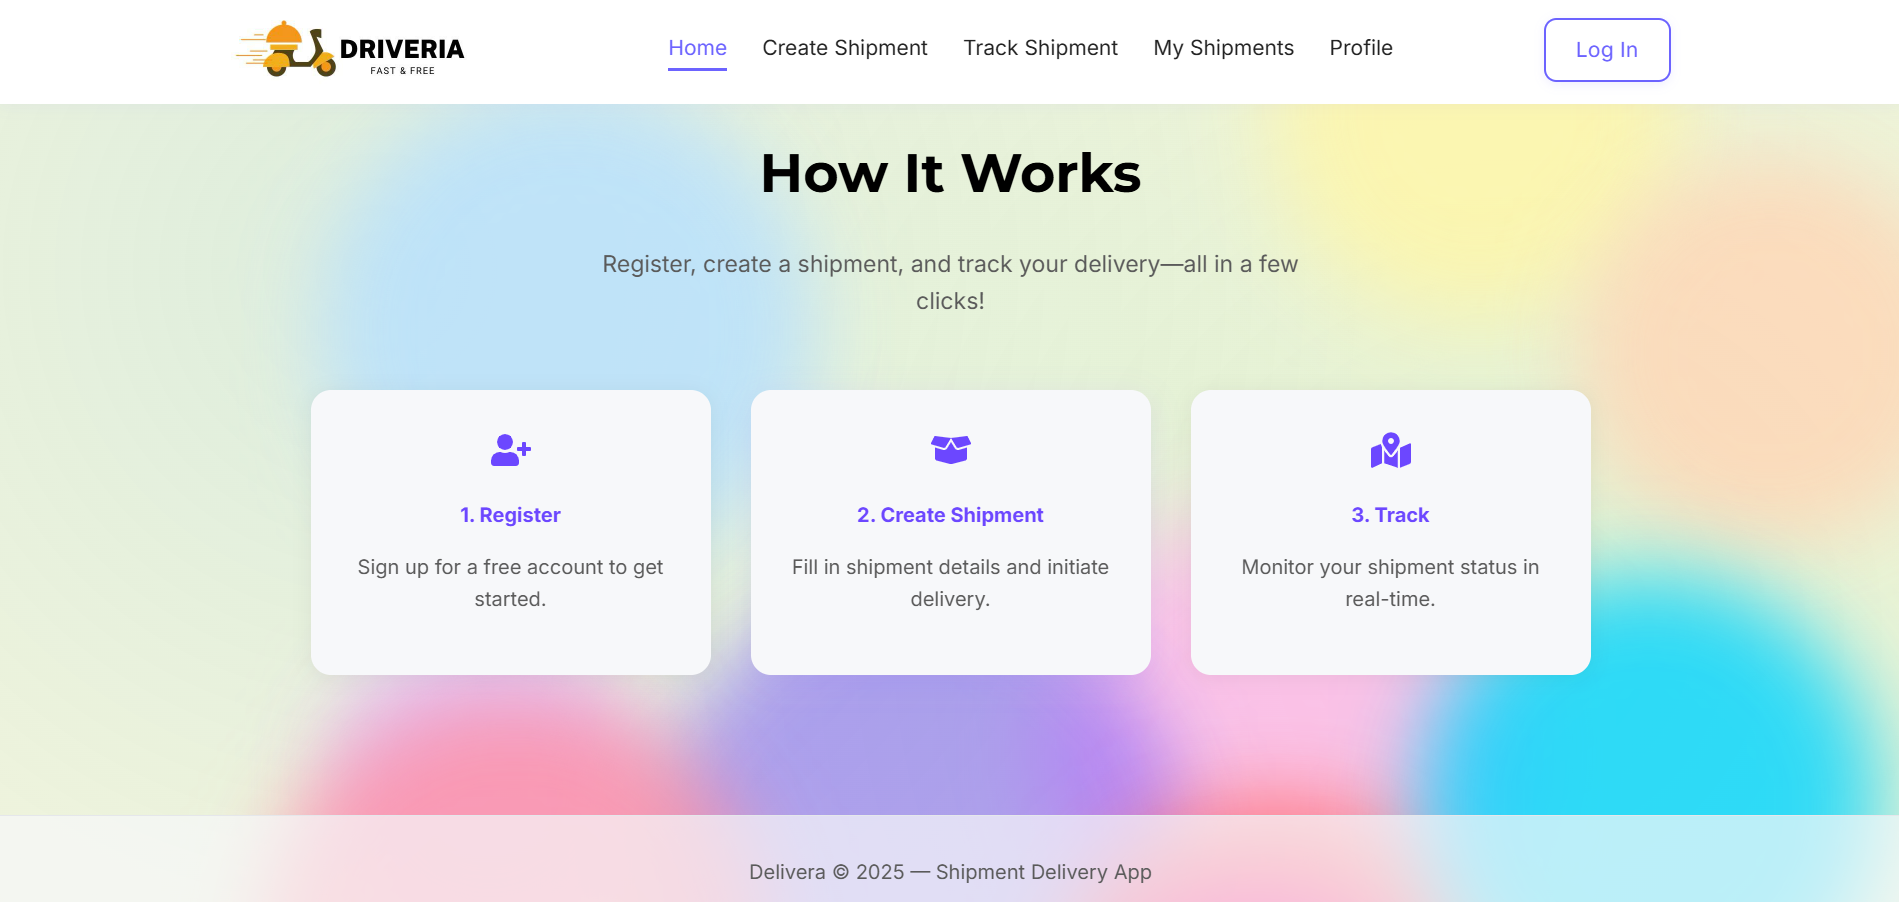 DRIVERIA
FAST & FREE
Home Create Shipment Track Shipment My Shipments Profile
Log In
How It Works
Register, create a shipment, and track your delivery—all in a few
clicks!
1. Register
Sign up for a free account to get
started.
2. Create Shipment
Fill in shipment details and initiate
delivery.
3. Track
Monitor your shipment status in
real-time.
Delivera © 2025 — Shipment Delivery App